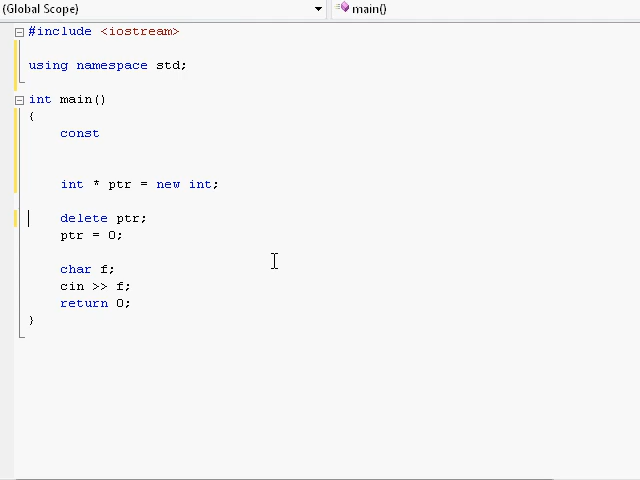 (Global Scope)
main()
#include <iostream>
using namespace std;
int main()
{
const
int * ptr = new int;
delete ptr;
ptr = 0;
char f;
cin >> f;
return 0;
}